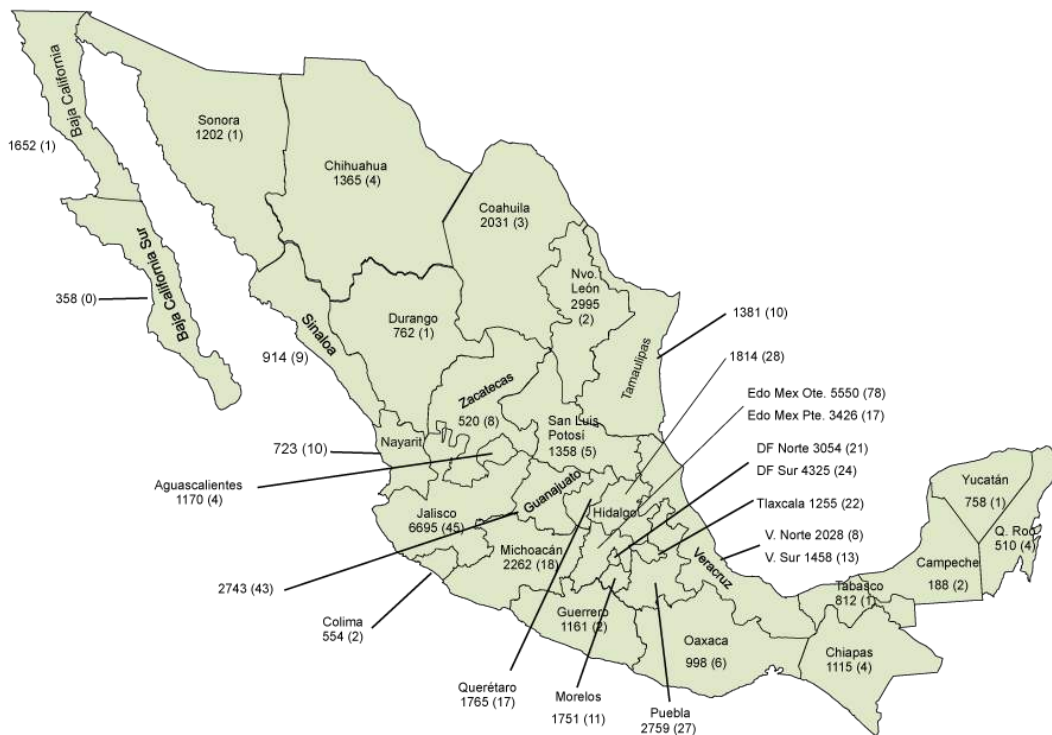 Baja California
1652 (1)
Sonora
1202 (1)
Chihuahua
1365 (4)
Coahuila
2031 (3)
Nvo.
León
2995
(2)
Baja California Sur
358 (0)
Sinaloa
914 (9)
Durango
762 (1)
Zacatecas
520 (8)
San Luis
Potosí
1358 (5)
Tamaulipas
1381 (10)
1814 (28)
Edo Mex Ote. 5550 (78)
Edo Mex Pte. 3426 (17)
DF Norte 3054 (21)
DF Sur 4325 (24)
Tlaxcala 1255 (22)
V. Norte 2028 (8)
V. Sur 1458 (13)
Nayarit
723 (10)
Aguascalientes
1170 (4)
Jalisco
6695 (45)
Guanajuato
2743 (43)
Hidalgo
Michoacán
2262 (18)
Veracruz
Colima
554 (2)
Guerrero
1161 (2)
Querétaro
1765 (17)
Morelos
1751 (11)
Puebla
2759 (27)
Oaxaca
998 (6)
Tabasco
812 (1)
Chiapas
1115 (4)
Campeche
188 (2)
Yucatán
758 (1)
Q. Roo
510 (4)